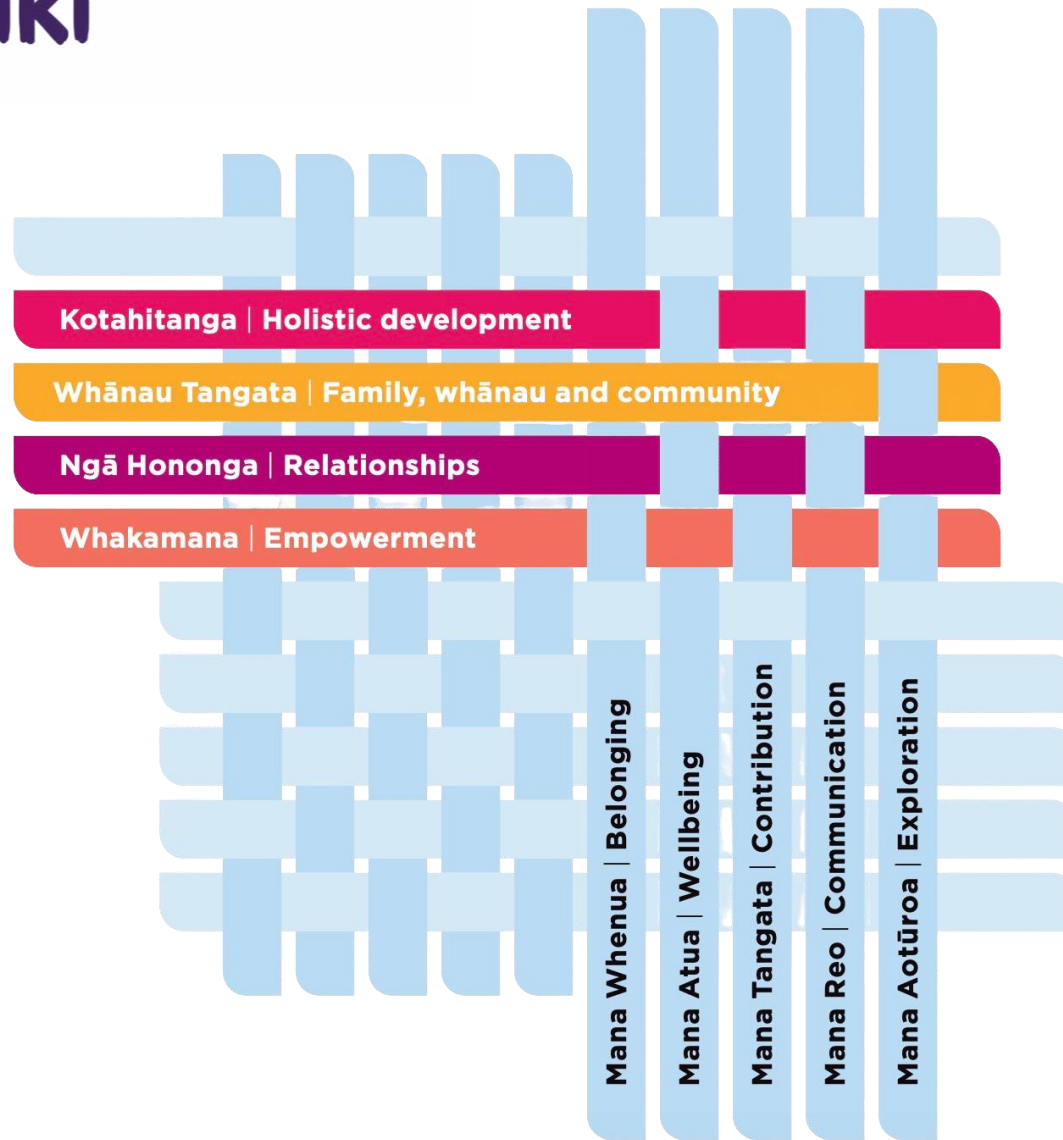 Kotahitanga | Holistic development
Whānau Tangata | Family, whānau and community
Ngā Hononga | Relationships
Whakamana | Empowerment
Mana Whenua | Belonging
Mana Atua | Wellbeing
Mana Tangata | Contribution
Mana Reo | Communication
Mana Aotūroa | Exploration